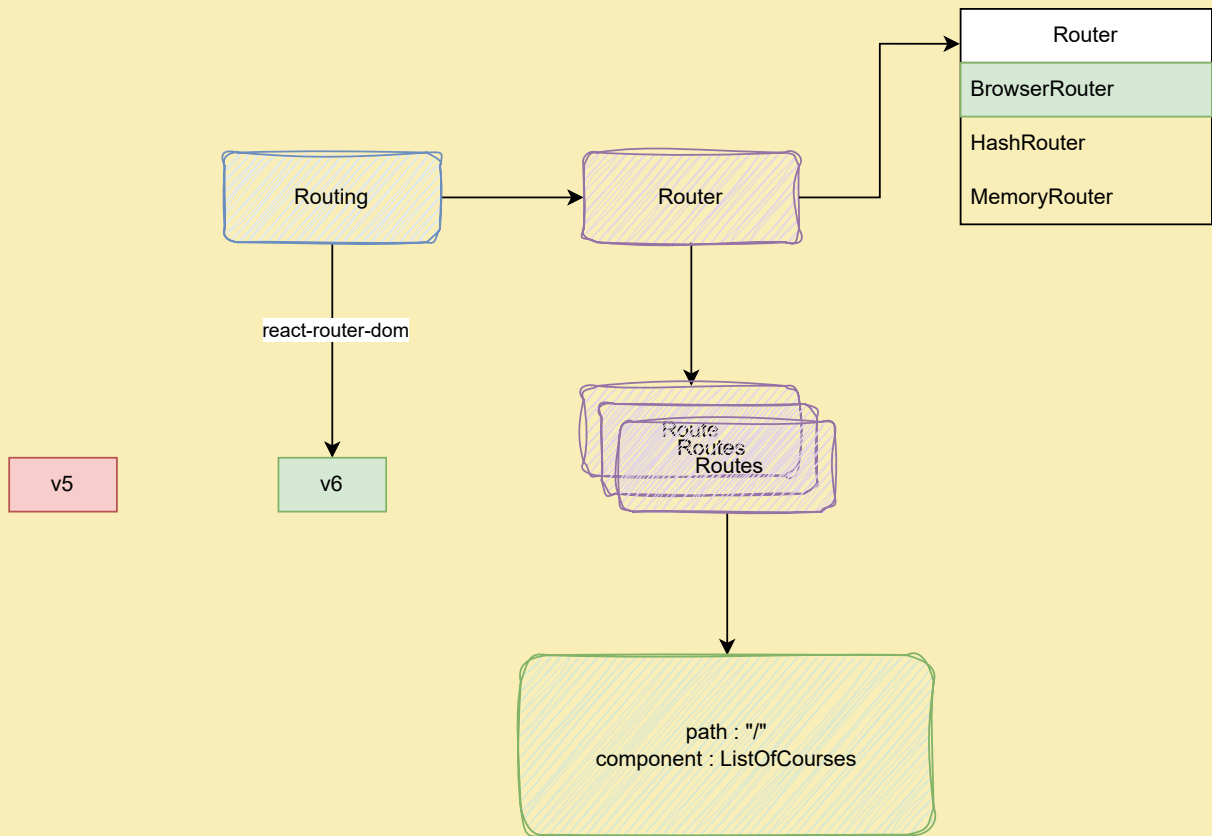 Router
BrowserRouter
HashRouter
MemoryRouter
Routing
Router
react-router-dom
Route
Routes
Routes
v5
v6
path : "/"
component : ListOfCourses